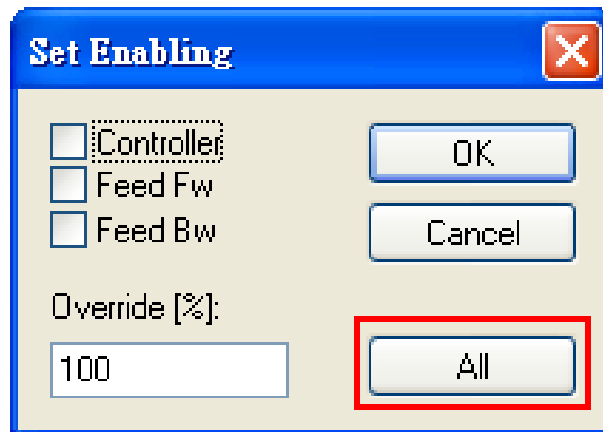 Set Enabling
Controller
OK
Feed Fw
Feed Bw
Cancel
Override [%]:
100
All